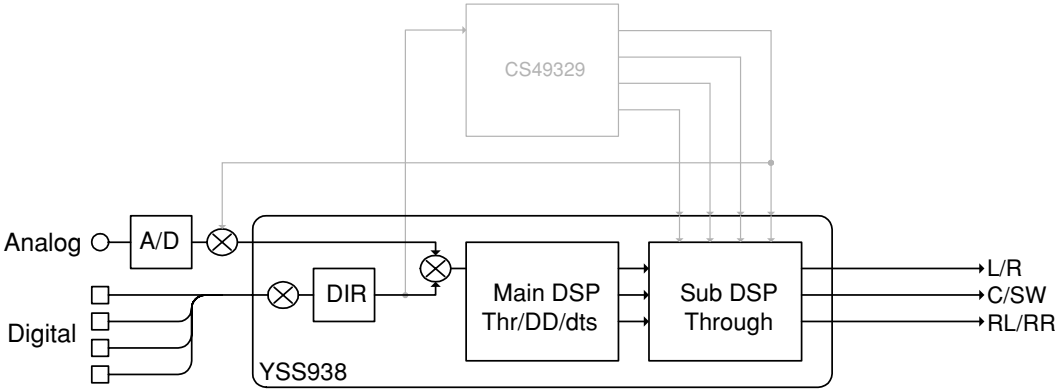 CS49329
Analog
A/D
DIR
Main DSP
Thr/DD/dts
Sub DSP
Through
L/R
C/SW
RL/RR
Digital
YSS938